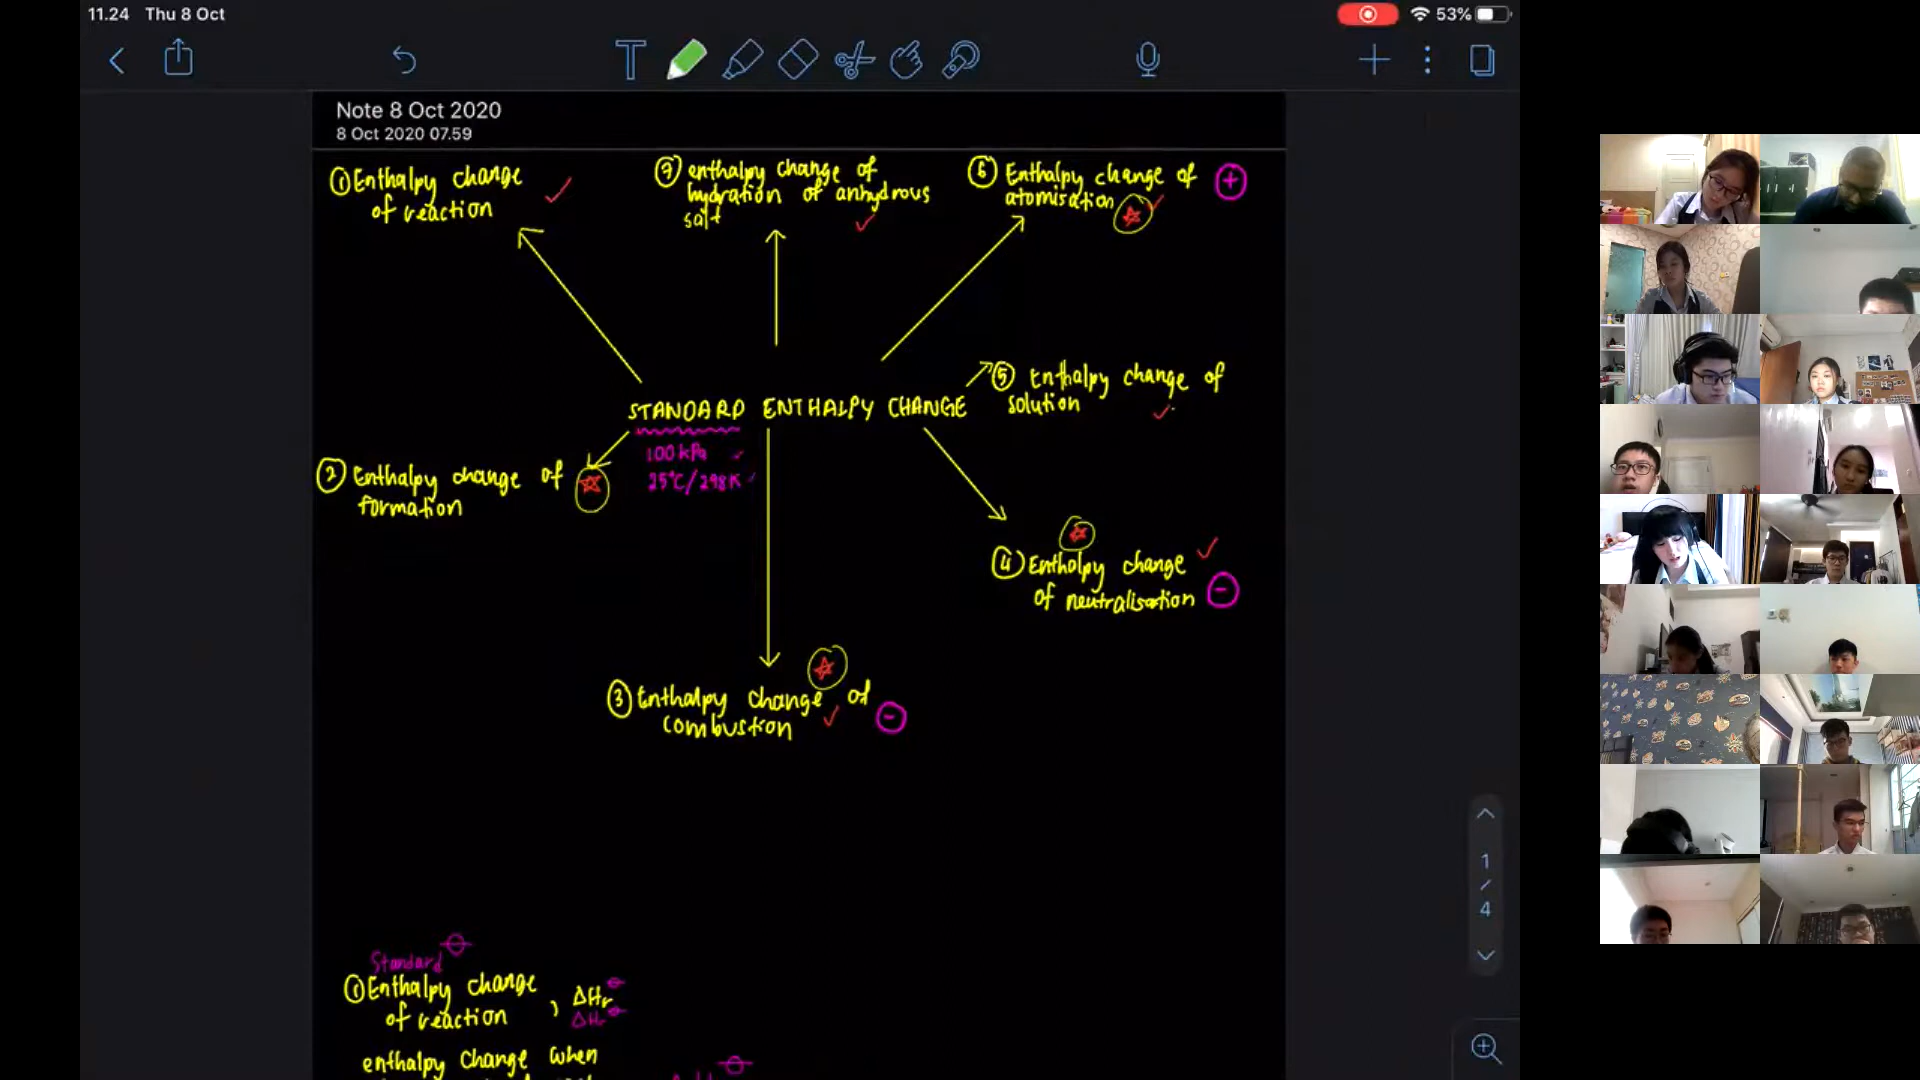 11.24 Thu 8 Oct
53%
T
Note 8 Oct 2020
8 Oct 2020 07.59
① Enthalpy change
of reaction
⑦ enthalpy change of
hydration of anhydrous
salt
⑥ Enthalpy change of +
atomisation
⑤ Enthalpy change of
solution
STANDARD ENTHALPY CHANGE
100 kPa
25°C/298K
② Enthalpy change of
formation
④ Enthalpy change
of neutralisation -
③ Enthalpy change of
combustion -
1
/
4
Standard
① Enthalpy change
of reaction , ΔHr⊖
ΔHr⊖
enthalpy change when